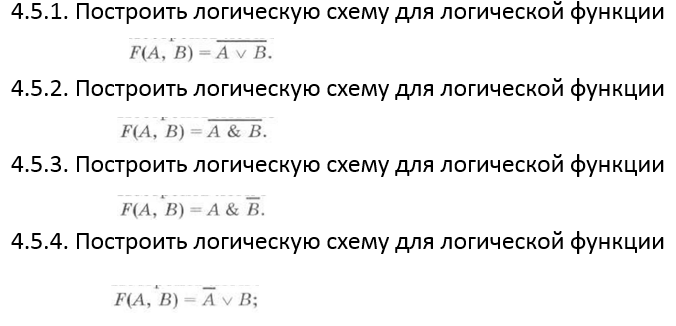 4.5.1. Построить логическую схему для логической функции
F(A, B) = \overline{A ∨ B}.
4.5.2. Построить логическую схему для логической функции
F(A, B) = \overline{A & B}.
4.5.3. Построить логическую схему для логической функции
F(A, B) = A & \overline{B}.
4.5.4. Построить логическую схему для логической функции
F(A, B) = \overline{A} ∨ B;